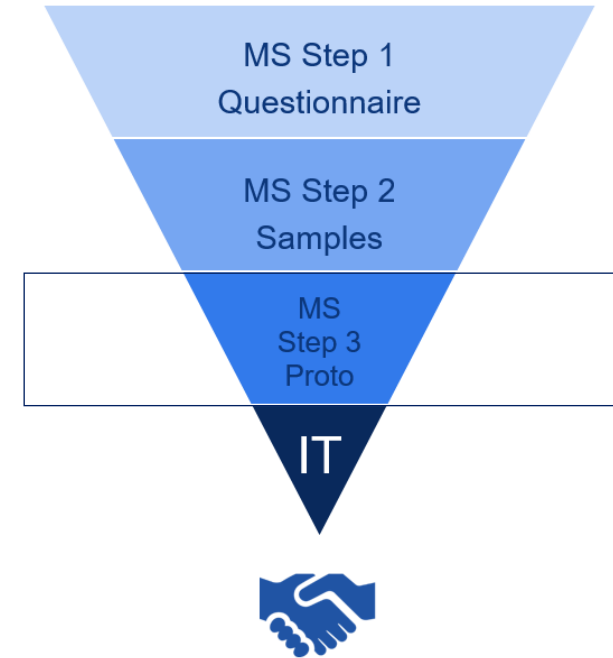 MS Step 1
Questionnaire
MS Step 2
Samples
MS
Step 3
Proto
IT